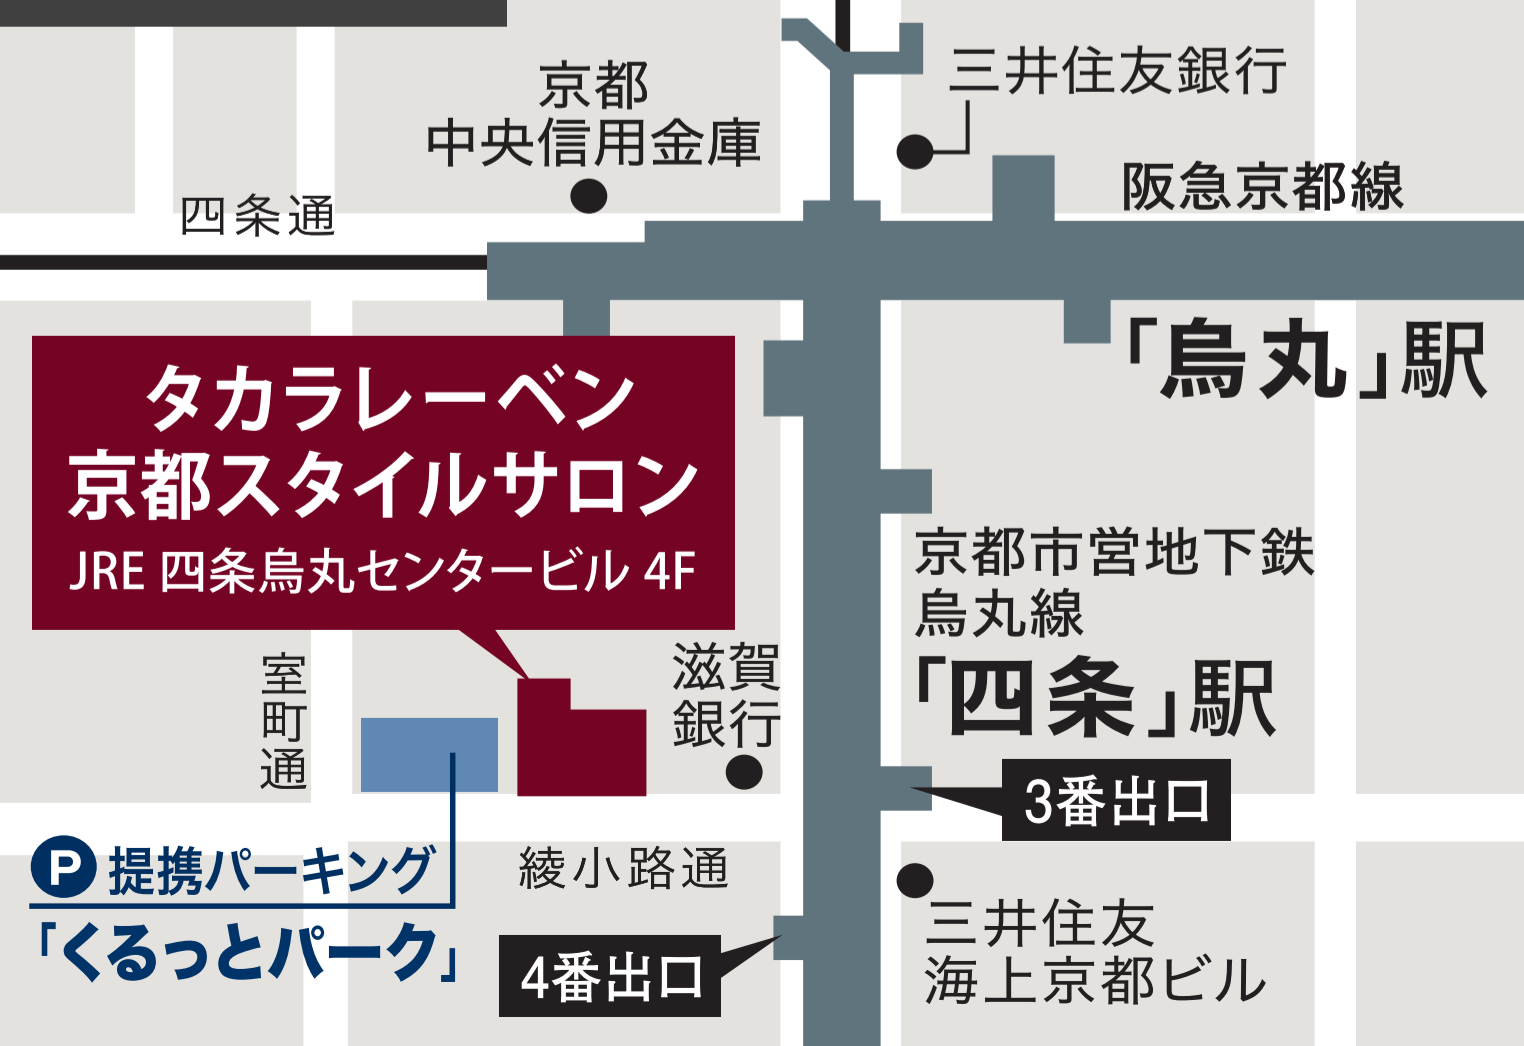 京都
中央信用金庫
三井住友銀行
阪急京都線
四条通
「烏丸」駅
タカラレーベン
京都スタイルサロン
JRE 四条烏丸センタービル 4F
京都市営地下鉄
烏丸線
「四条」駅
滋賀
銀行
室町通
3番出口
P 提携パーキング
「くるっとパーク」
綾小路通
4番出口
三井住友
海上京都ビル